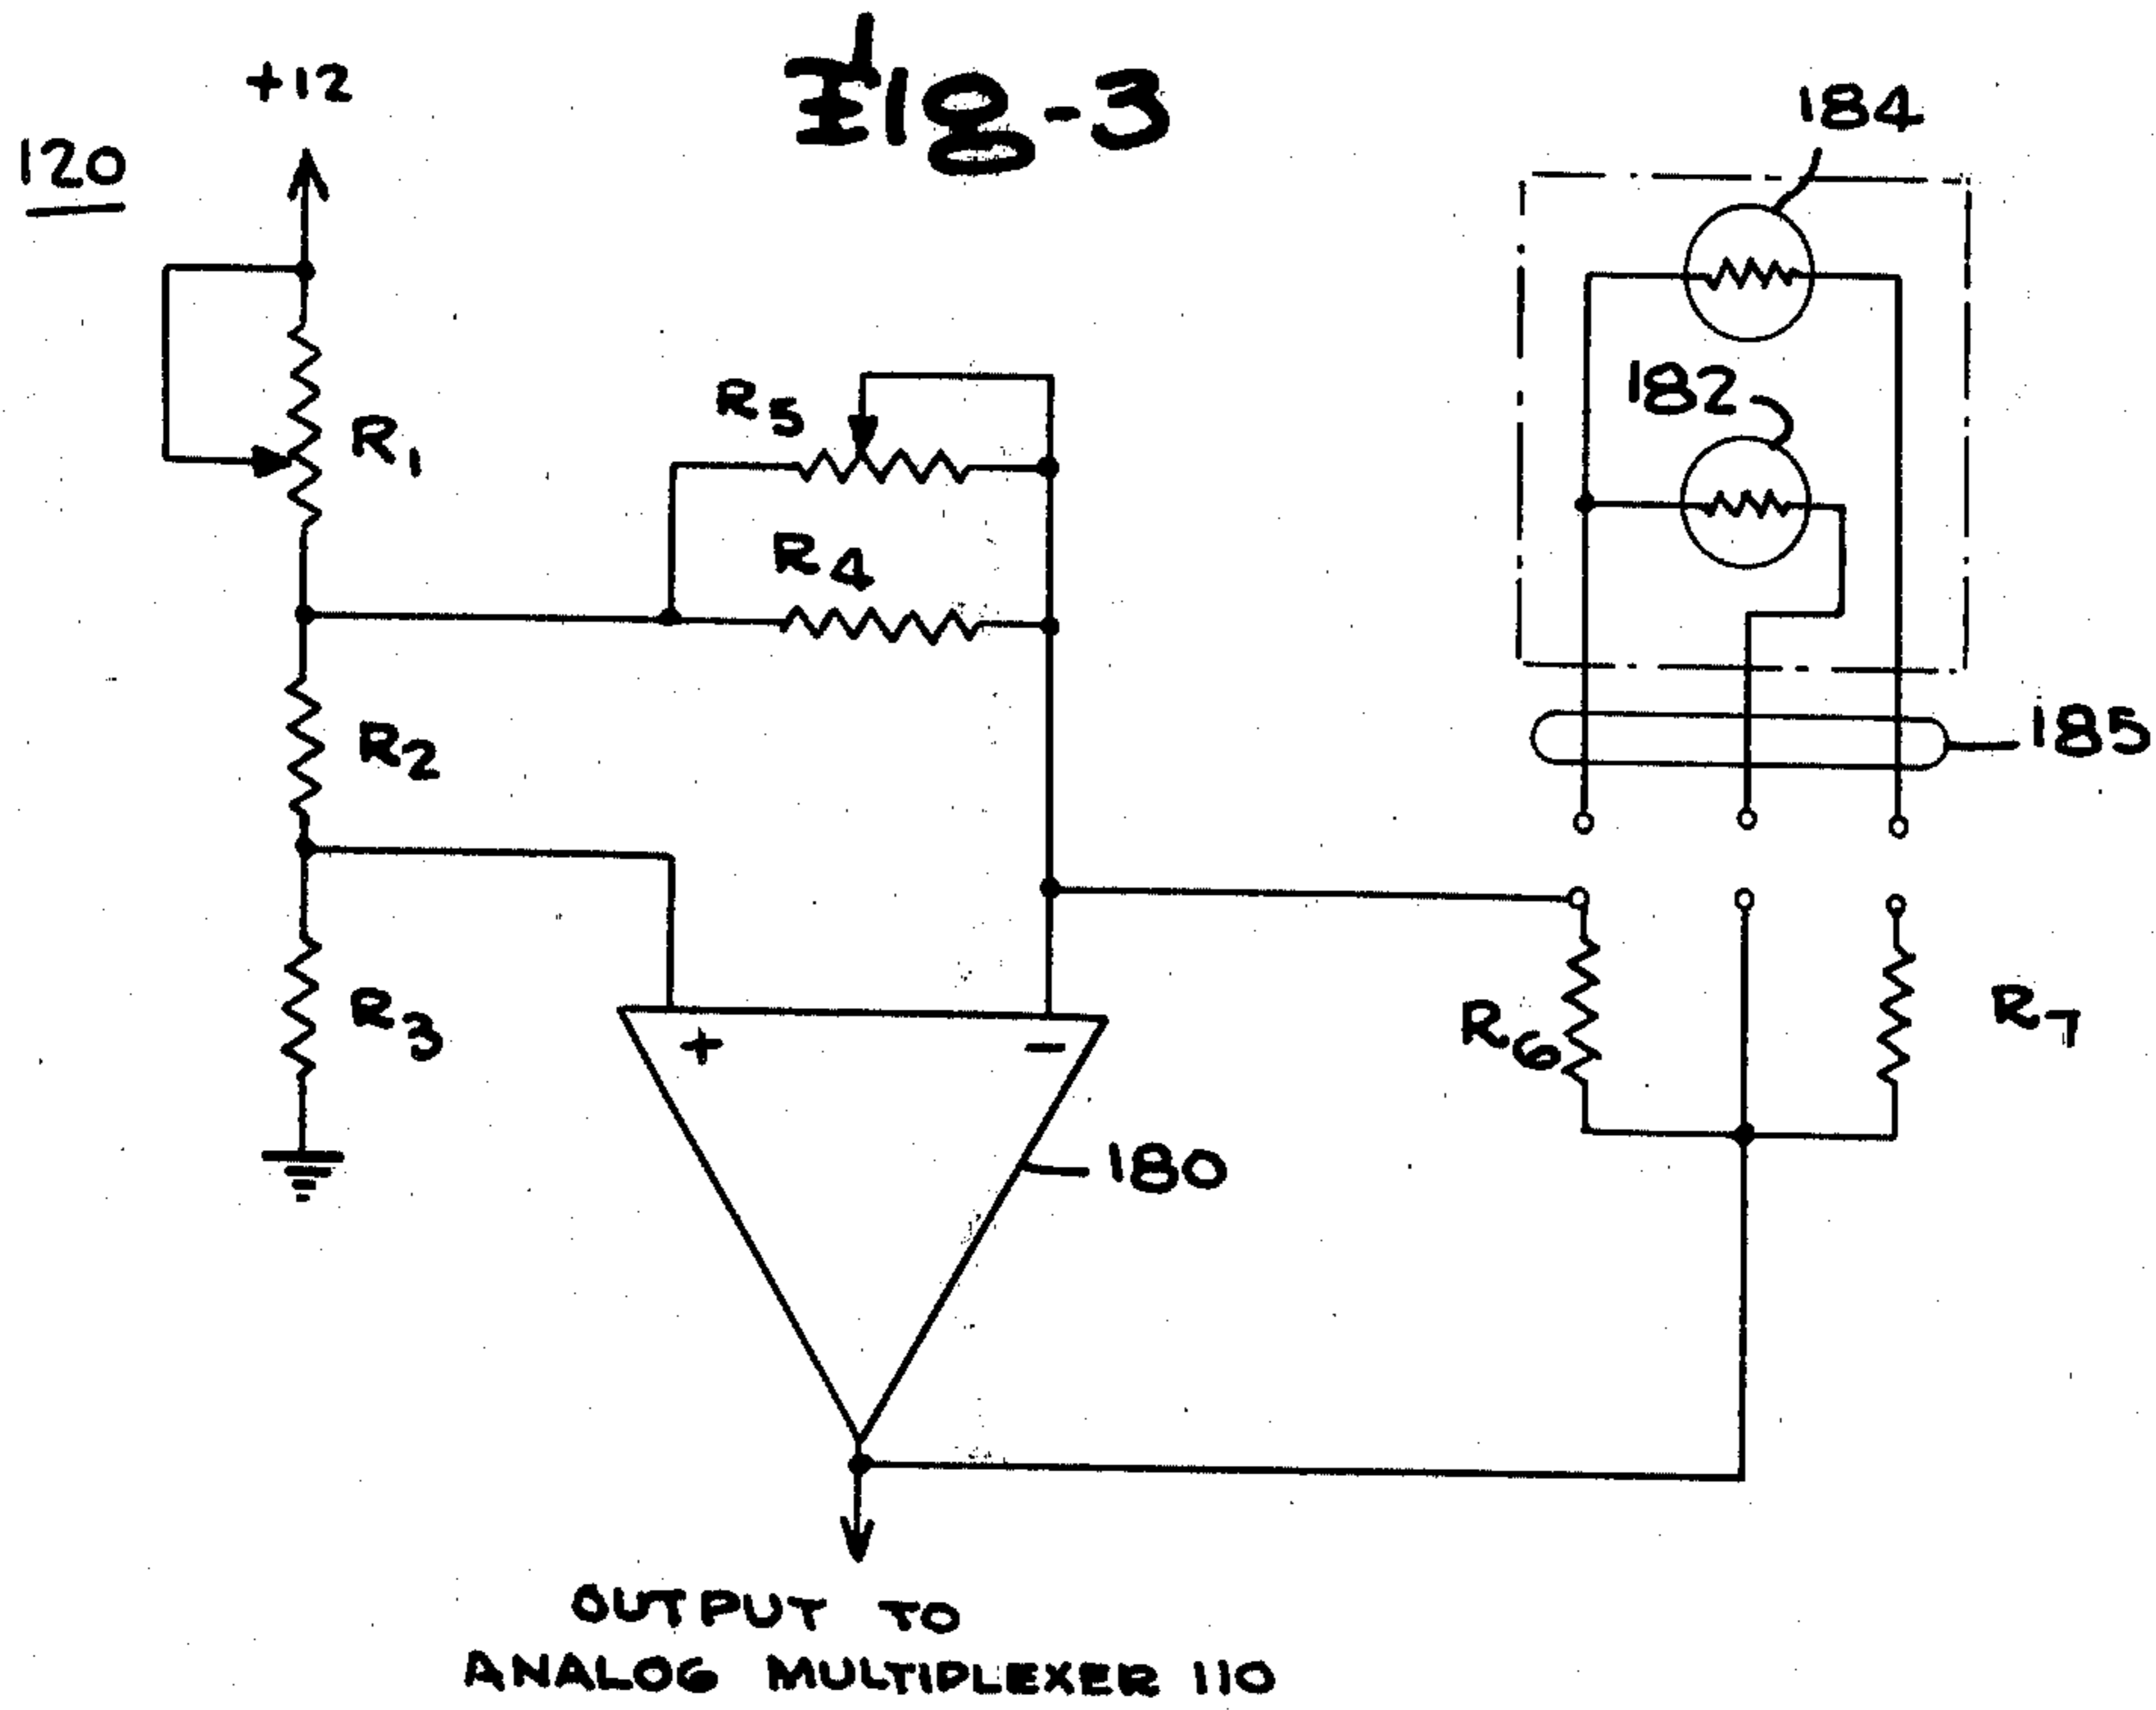 Fig-3
+12
120
184
R5
182
R1
R4
185
R2
R3
+
-
R6
R7
180
OUTPUT TO
ANALOG MULTIPLEXER 110